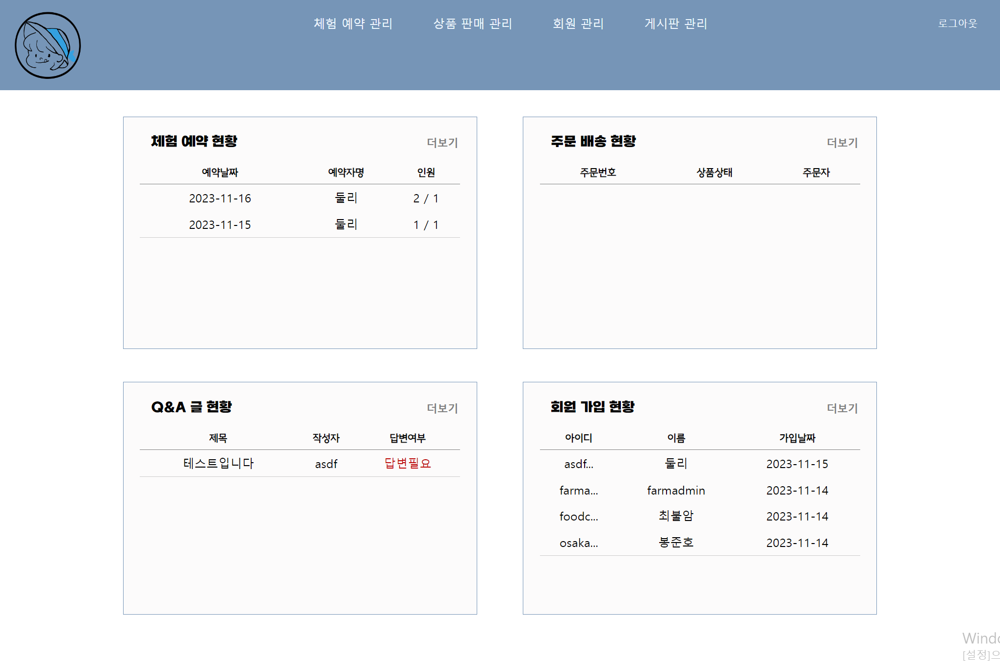 체험 예약 관리 상품 판매 관리 회원 관리 게시판 관리 로그아웃
체험 예약 현황 더보기
예약날짜 예약자명 인원
2023-11-16 둘리 2 / 1
2023-11-15 둘리 1 / 1
주문 배송 현황 더보기
주문번호 상품상태 주문자
Q&A 글 현황 더보기
제목 작성자 답변여부
테스트입니다 asdf 답변필요
회원 가입 현황 더보기
아이디 이름 가입날짜
asdf... 둘리 2023-11-15
farma... farmadmin 2023-11-14
foodc... 최불암 2023-11-14
osaka... 봉준호 2023-11-14
[설정]으